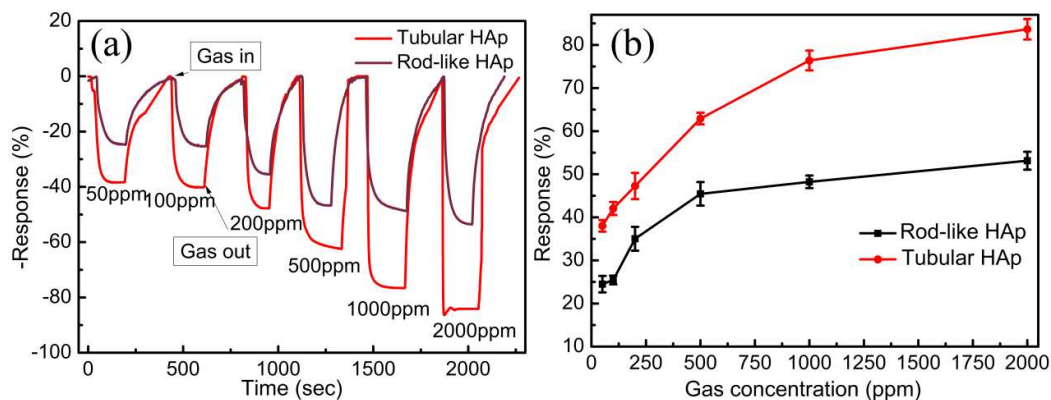 (a)
Gas in
Tubular HAp
Rod-like HAp
20
0
-20
-40
-60
-80
-100
-Response (%)
50ppm
100ppm
200ppm
Gas out
500ppm
1000ppm
2000ppm
0
500
1000
1500
2000
Time (sec)
(b)
80
70
60
50
40
30
20
10
Response (%)
Rod-like HAp
Tubular HAp
0
250
500
750
1000
1250
1500
1750
2000
Gas concentration (ppm)